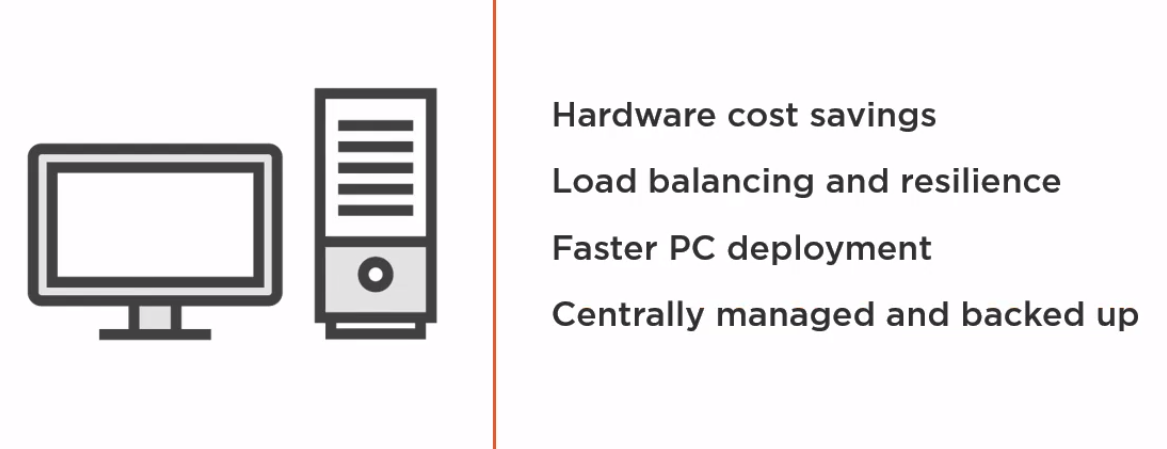 Hardware cost savings
Load balancing and resilience
Faster PC deployment
Centrally managed and backed up